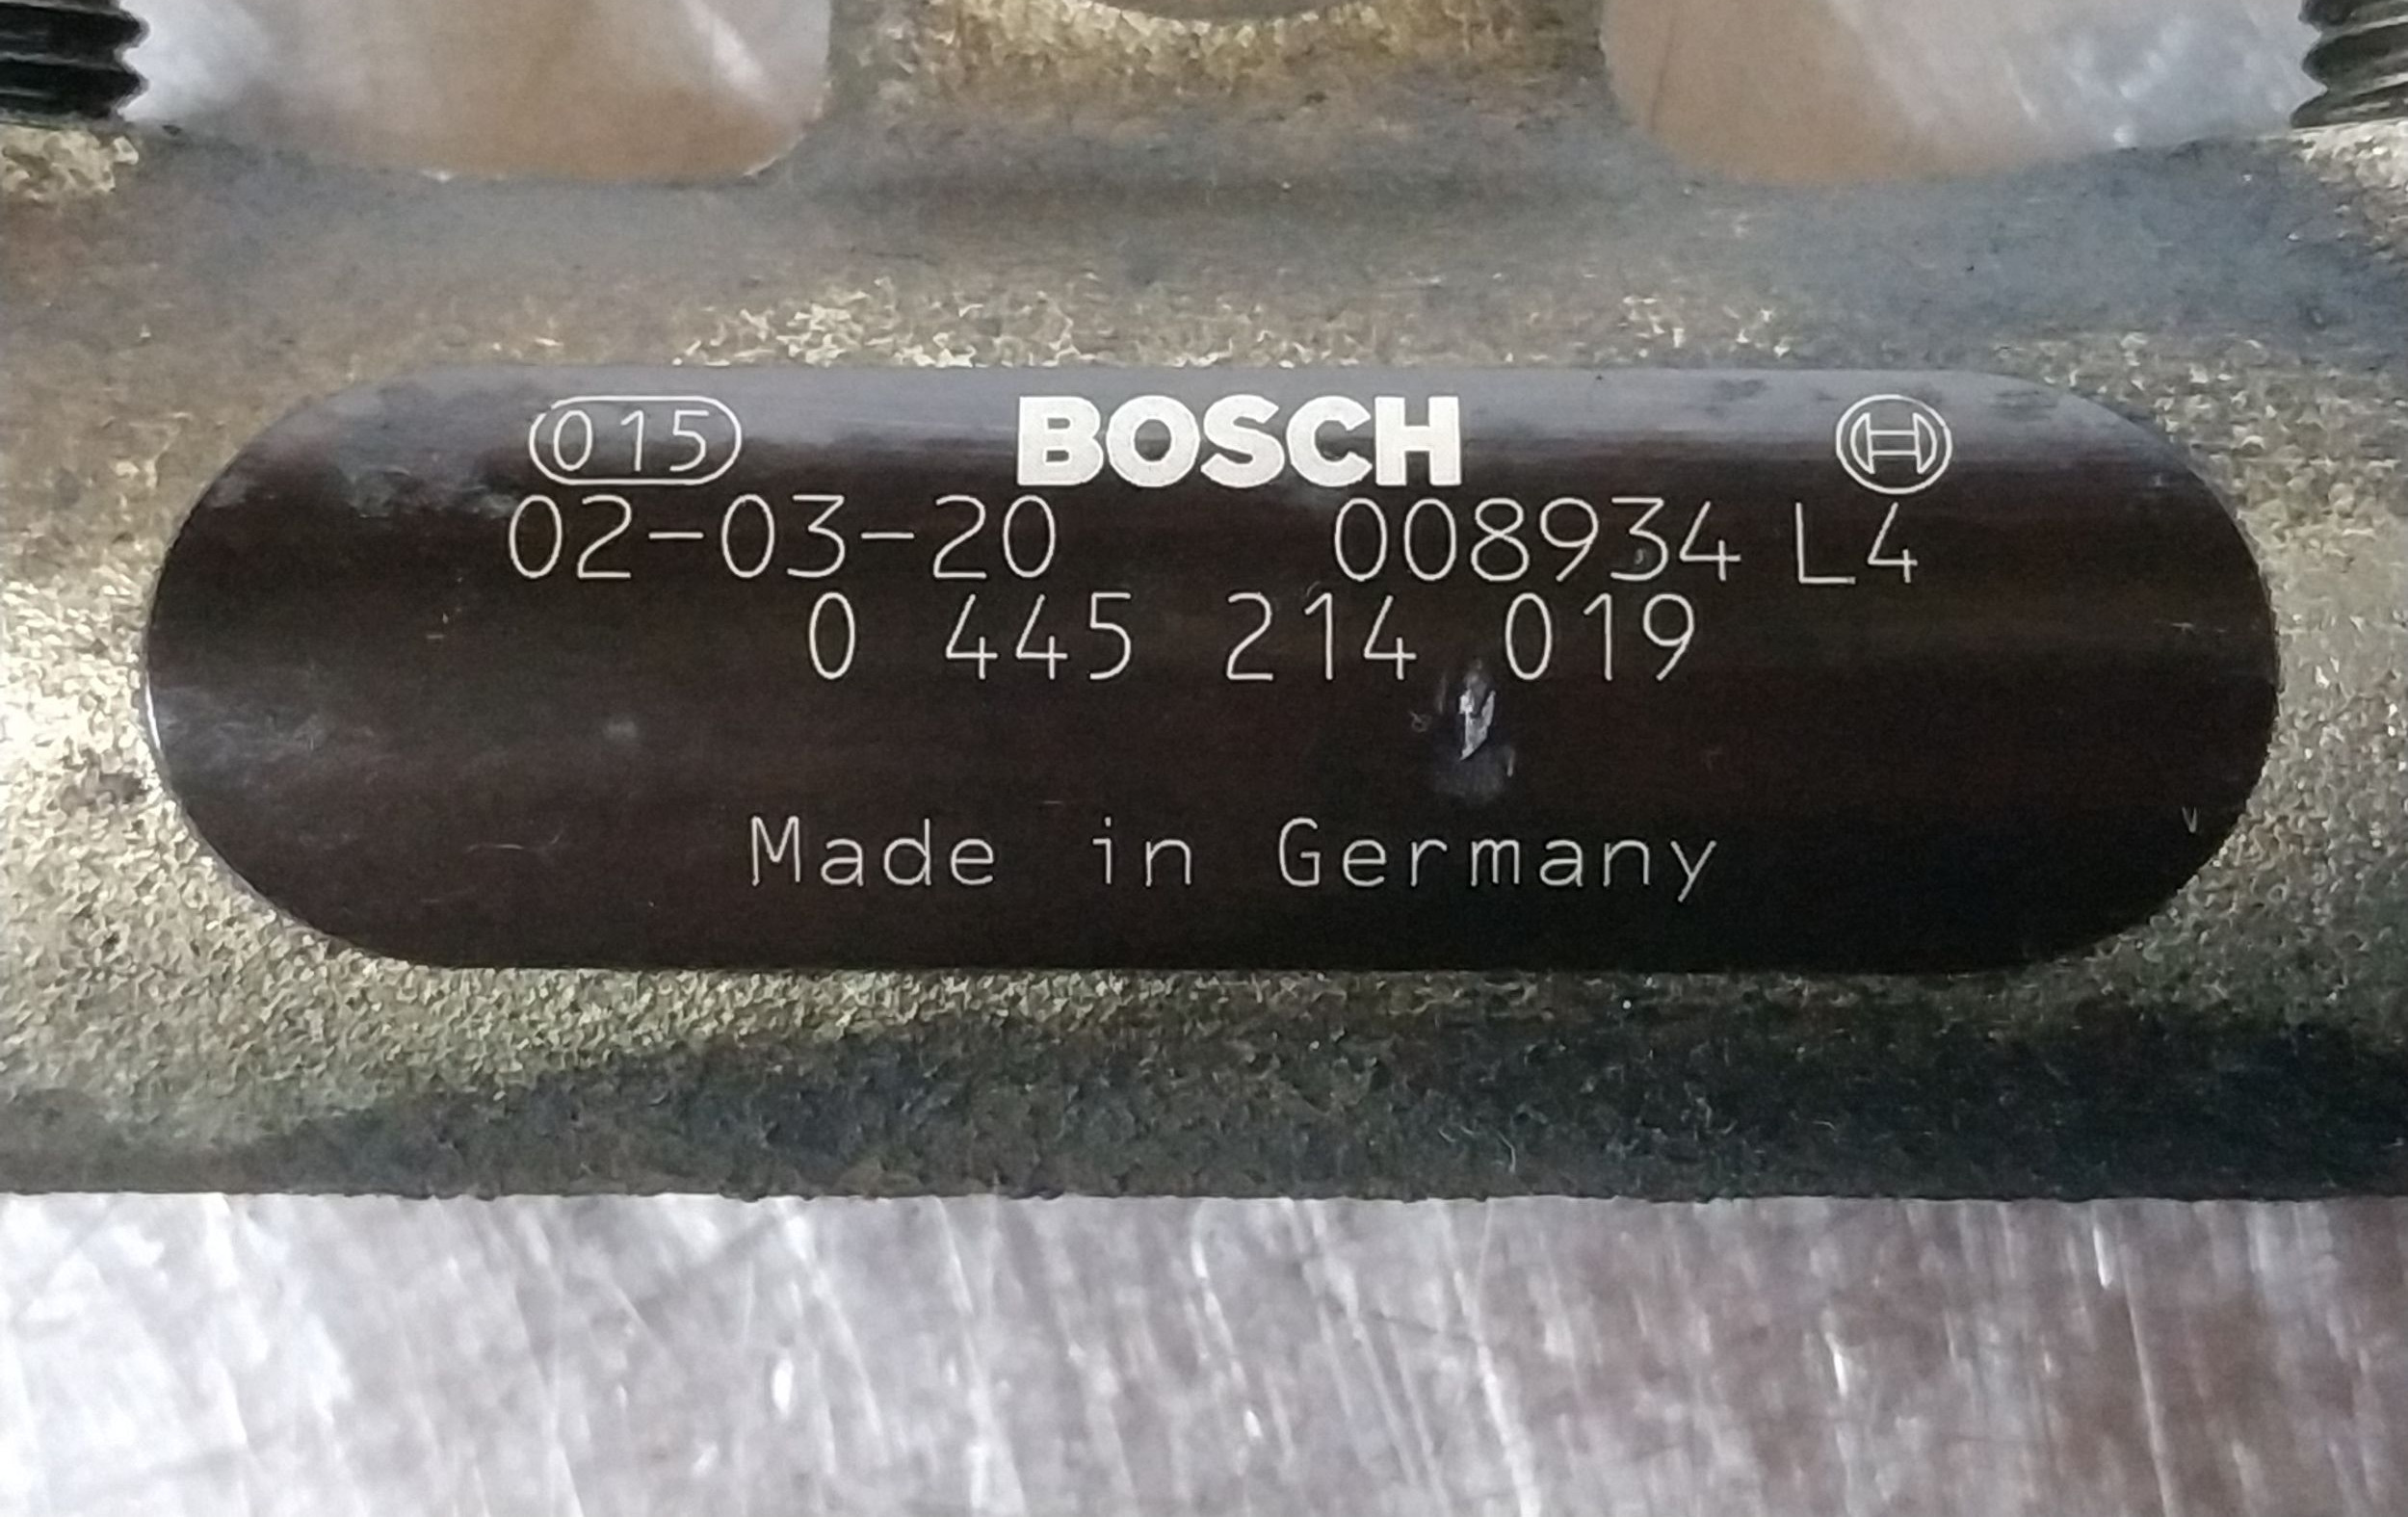 015 BOSCH
02-03-20 008934 L4
0 445 214 019
Made in Germany